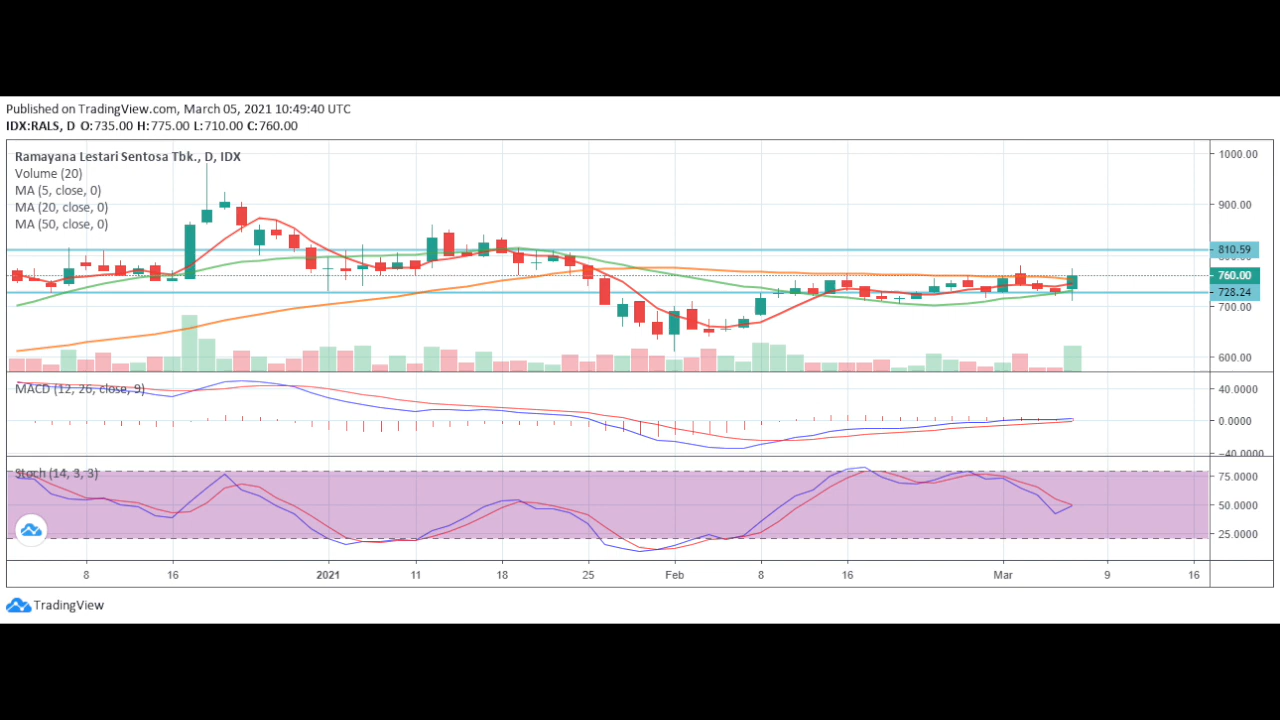 Published on TradingView.com, March 05, 2021 10:49:40 UTC
IDX:RALS, D O:735.00 H:775.00 L:710.00 C:760.00
Ramayana Lestari Sentosa Tbk., D, IDX
Volume (20)
MA (5, close, 0)
MA (20, close, 0)
MA (50, close, 0)
1000.00
900.00
810.59
760.00
728.24
700.00
600.00
MACD (12, 26, close, 9)
40.0000
0.0000
-40.0000
Stoch (14, 3, 3)
75.0000
50.0000
25.0000
8 16 2021 11 18 25 Feb 8 16 Mar 9 16
TradingView